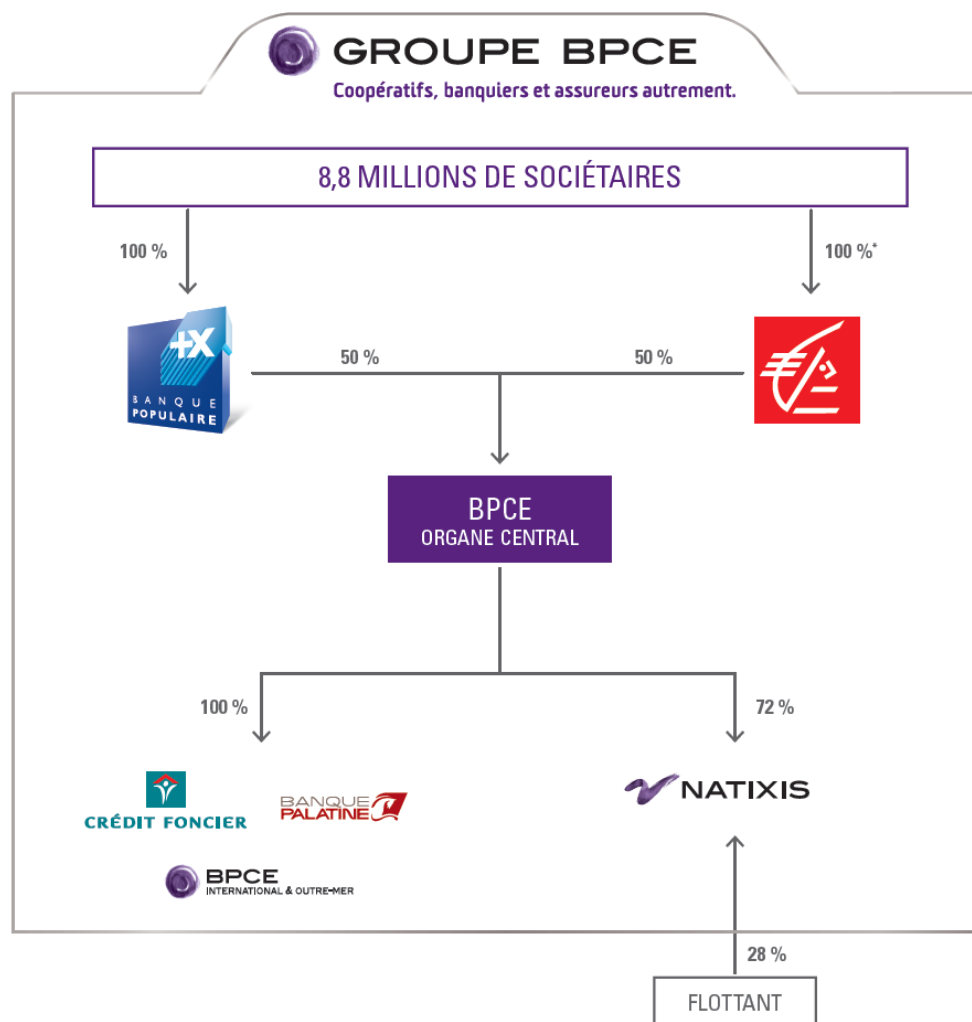 GROUPE BPCE
Coopératifs, banquiers et assureurs autrement.
8,8 MILLIONS DE SOCIÉTAIRES
100 %
100 %*
+X
BANQUE
POPULAIRE
50 %
50 %
BPCE
ORGANE CENTRAL
100 %
72 %
CRÉDIT FONCIER
BANQUE
PALATINE
NATIXIS
BPCE
INTERNATIONAL & OUTRE-MER
28 %
FLOTTANT